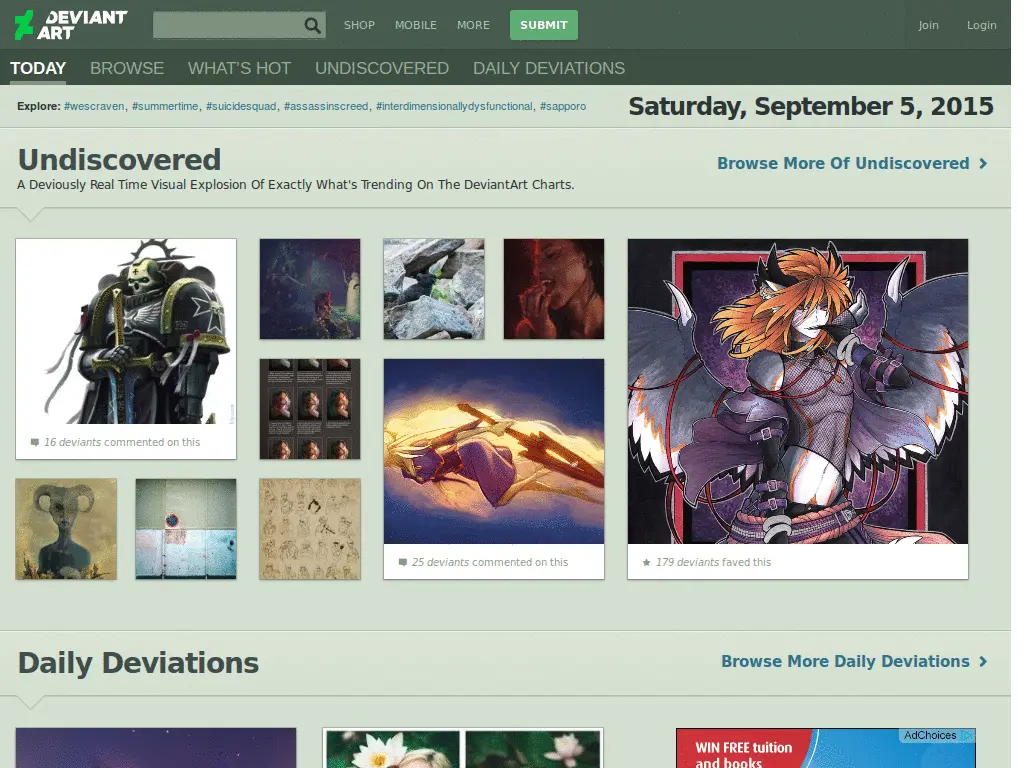 DEVIANT ART
SHOP MOBILE MORE SUBMIT Join Login
TODAY BROWSE WHAT'S HOT UNDISCOVERED DAILY DEVIATIONS
Explore: #wescraven, #summertime, #suicidesquad, #assassinscreed, #interdimensionallydysfunctional, #sapporo
Saturday, September 5, 2015
Undiscovered
Browse More Of Undiscovered
A Deviously Real Time Visual Explosion Of Exactly What's Trending On The DeviantArt Charts.
16 deviants commented on this
25 deviants commented on this
179 deviants faved this
Daily Deviations
Browse More Daily Deviations
AdChoices
WIN FREE tuition
and books